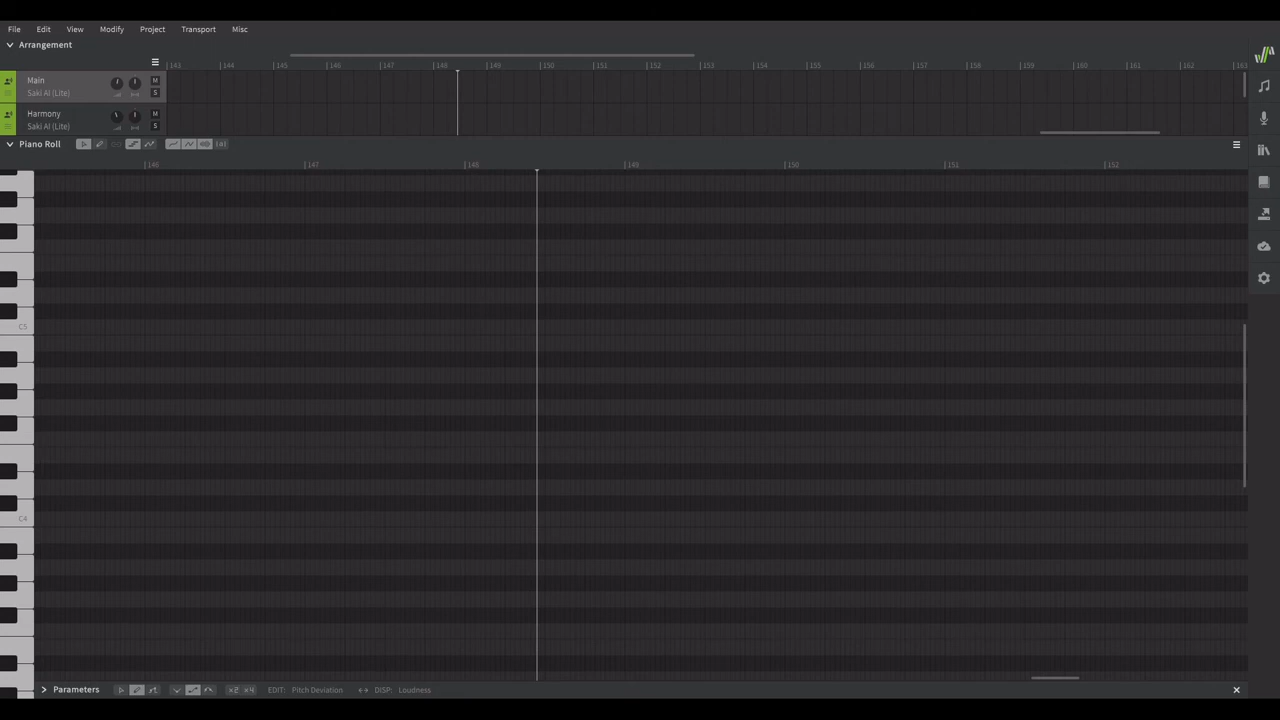 File Edit View Modify Project Transport Misc
Arrangement
143 144 145 146 147 148 149 150 151 152 153 154 155 156 157 158 159 160 161 162 163
Main M
Saki AI (Lite) S
Harmony M
Saki AI (Lite) S
Piano Roll
146 147 148 149 150 151 152
C5
C4
Parameters ×2 ×4 EDIT: Pitch Deviation DISP: Loudness